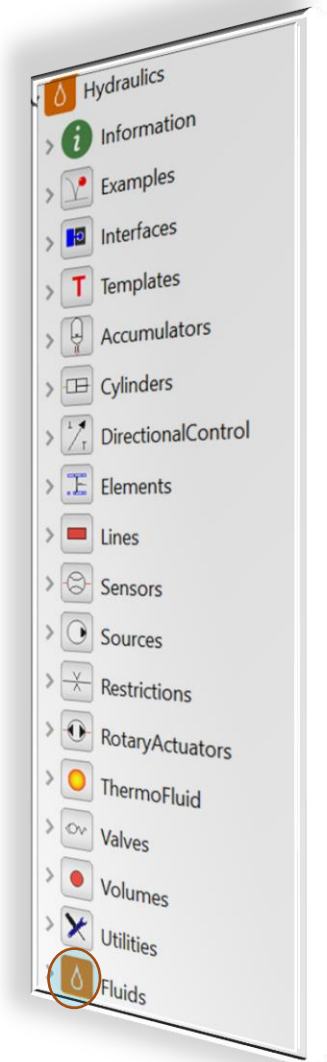 Hydraulics
i Information
Examples
Interfaces
T Templates
Accumulators
Cylinders
DirectionalControl
Elements
Lines
Sensors
Sources
Restrictions
RotaryActuators
ThermoFluid
Valves
Volumes
Utilities
Fluids